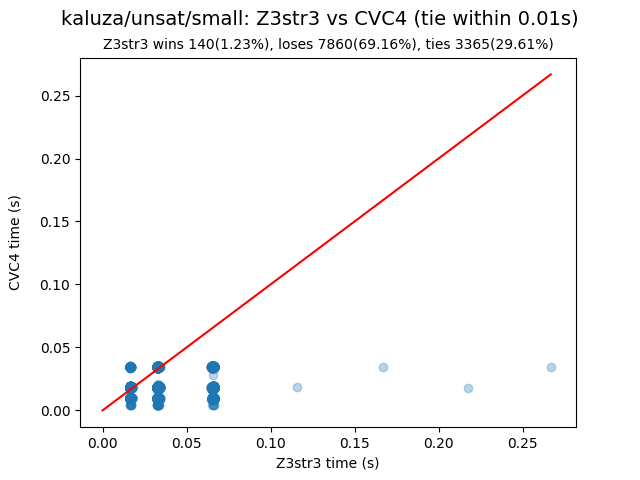 kaluza/unsat/small: Z3str3 vs CVC4 (tie within 0.01s)
Z3str3 wins 140(1.23%), loses 7860(69.16%), ties 3365(29.61%)
0.25
0.20
0.15
0.10
0.05
0.00
CVC4 time (s)
0.00 0.05 0.10 0.15 0.20 0.25
Z3str3 time (s)